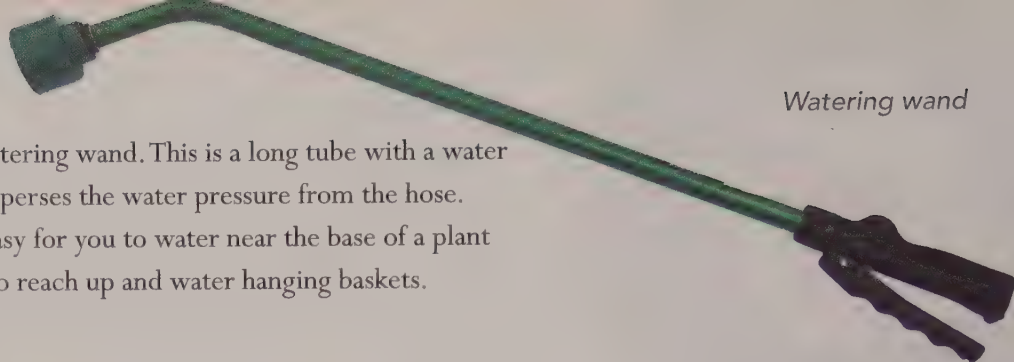 Watering wand
tering wand. This is a long tube with a water
perses the water pressure from the hose.
asy for you to water near the base of a plant
o reach up and water hanging baskets.